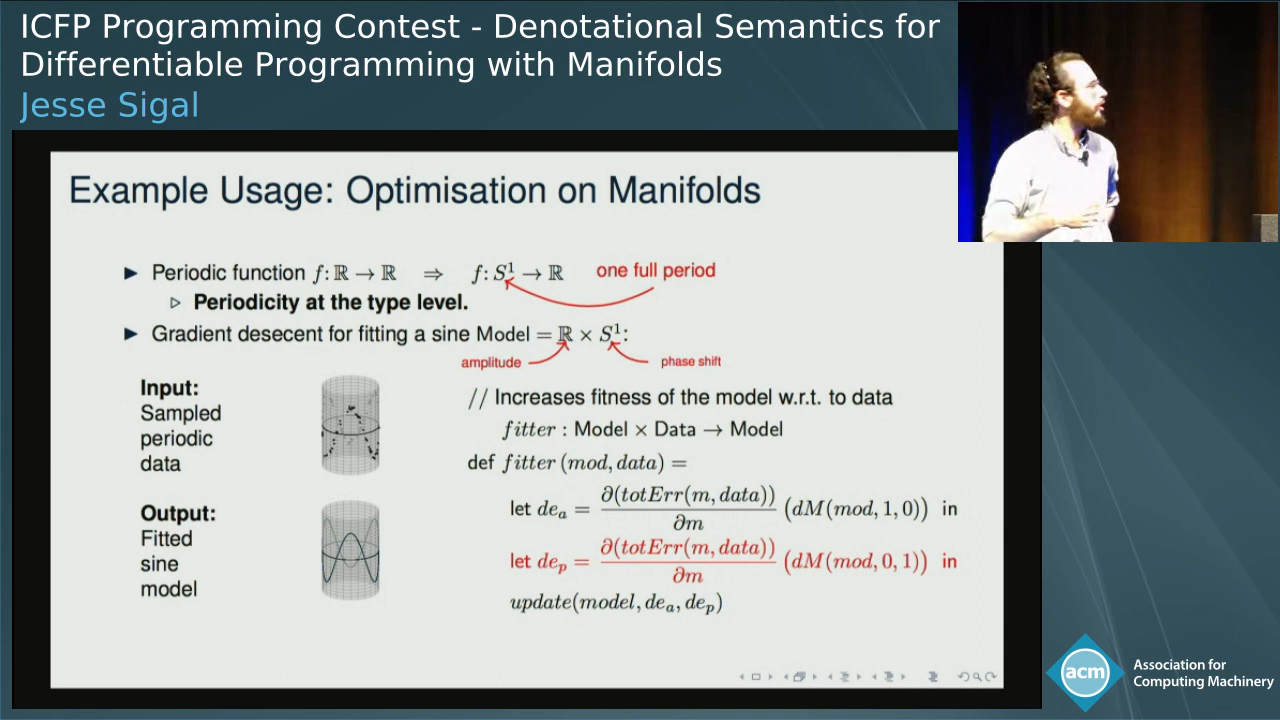 ICFP Programming Contest - Denotational Semantics for
Differentiable Programming with Manifolds
Jesse Sigal
Example Usage: Optimisation on Manifolds
▶ Periodic function f: ℝ → ℝ ⇒ f: S¹ → ℝ one full period
▷ Periodicity at the type level.
▶ Gradient desecent for fitting a sine Model = ℝ × S¹:
amplitude phase shift
Input:
Sampled
periodic
data
Output:
Fitted
sine
model
// Increases fitness of the model w.r.t. to data
fitter : Model × Data → Model
def fitter (mod, data) =
let deₐ = ∂(totErr(m, data))/∂m (dM(mod, 1, 0)) in
let deₚ = ∂(totErr(m, data))/∂m (dM(mod, 0, 1)) in
update(model, deₐ, deₚ)
acm
Association for
Computing Machinery